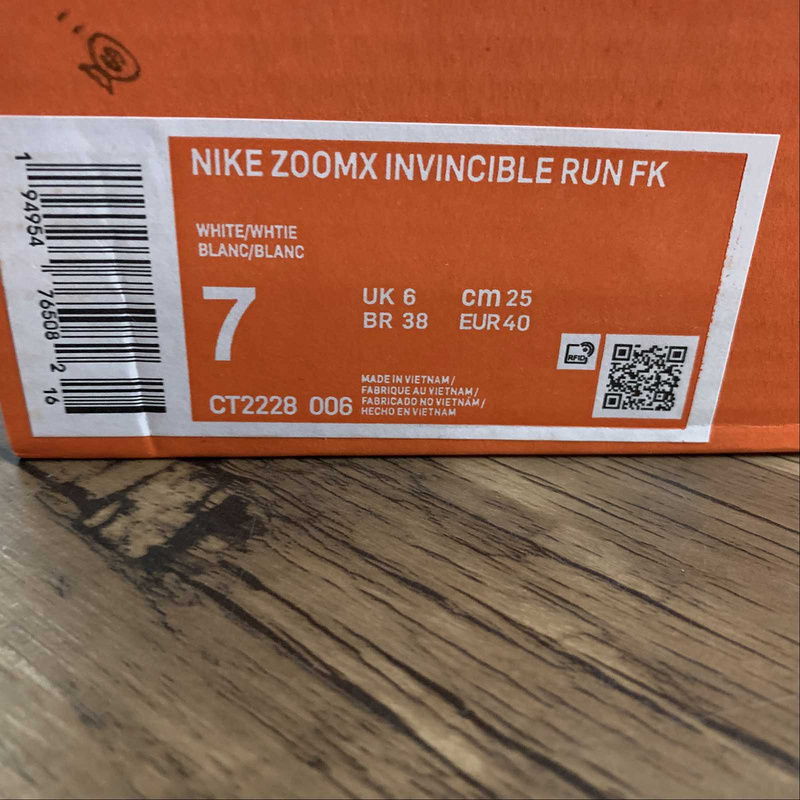 NIKE ZOOMX INVINCIBLE RUN FK
WHITE/WHTIE
BLANC/BLANC
7
UK 6 cm 25
BR 38 EUR 40
RFID
CT2228 006
MADE IN VIETNAM/
FABRIQUE AU VIETNAM/
FABRICADO NO VIETNÃM/
HECHO EN VIETNAM
1 94954 76508 2 16